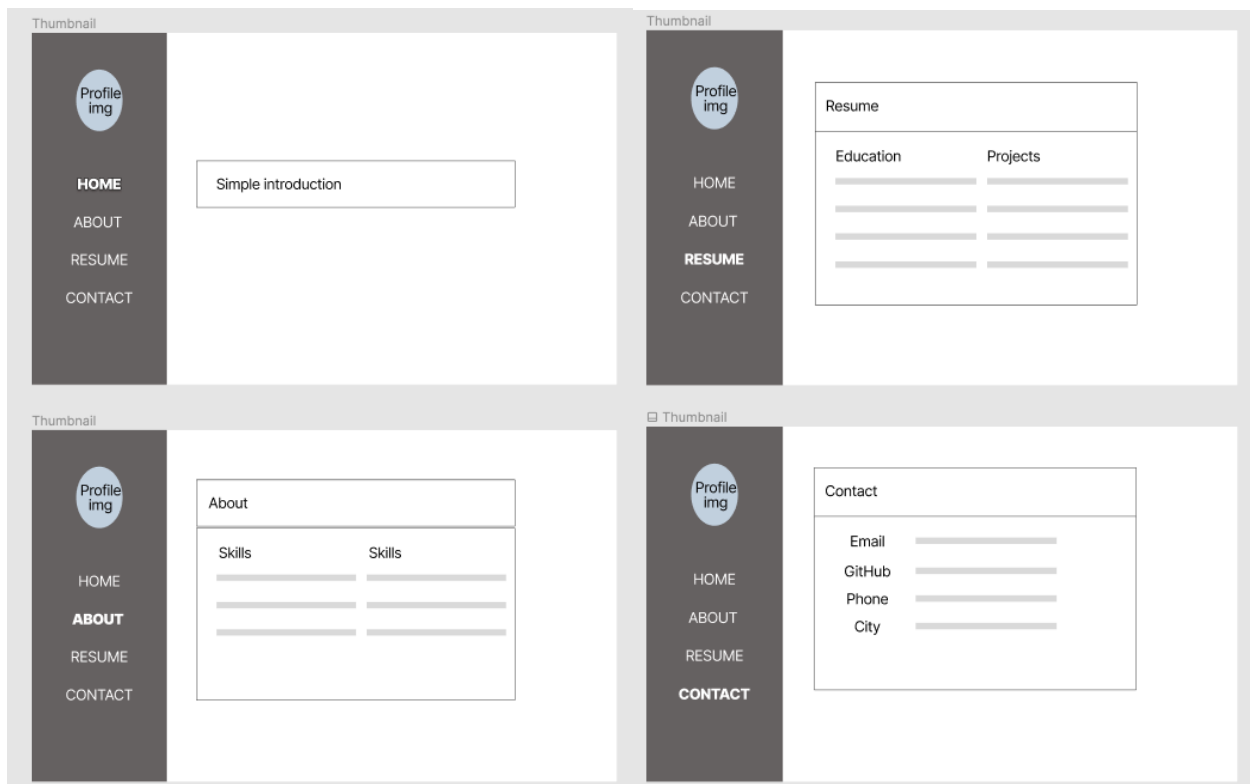 Thumbnail
Profile
img
HOME
ABOUT
RESUME
CONTACT
Simple introduction
Thumbnail
Profile
img
HOME
ABOUT
RESUME
CONTACT
Resume
Education Projects
Thumbnail
Profile
img
HOME
ABOUT
RESUME
CONTACT
About
Skills Skills
Thumbnail
Profile
img
HOME
ABOUT
RESUME
CONTACT
Contact
Email
GitHub
Phone
City